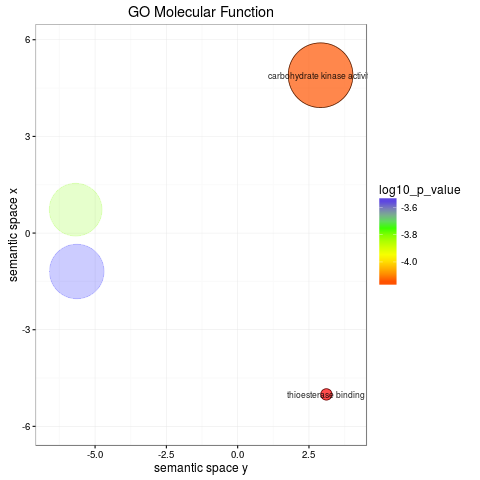 GO Molecular Function
6
3
0
-3
-6
semantic space x
carbohydrate kinase activi
thioesterase binding
-5.0 -2.5 0.0 2.5
semantic space y
log10_p_value
-3.6
-3.8
-4.0